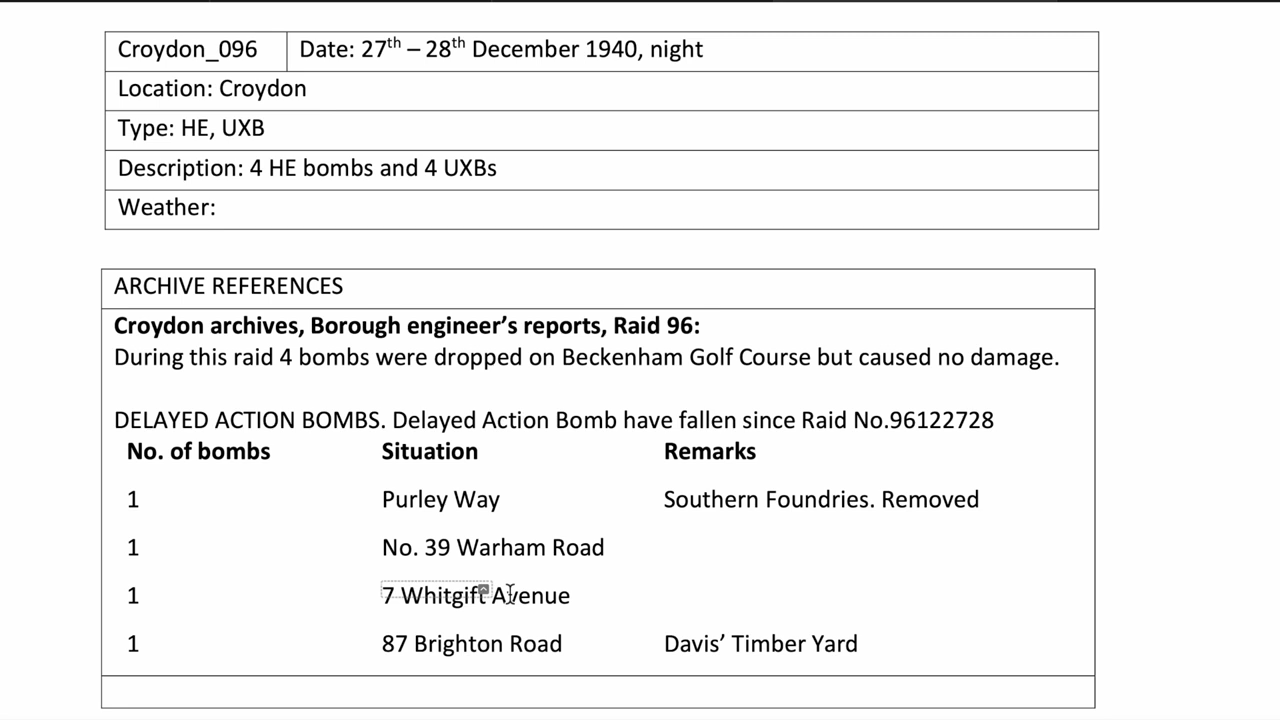 Croydon_096 Date: 27th – 28th December 1940, night
Location: Croydon
Type: HE, UXB
Description: 4 HE bombs and 4 UXBs
Weather:
ARCHIVE REFERENCES
Croydon archives, Borough engineer’s reports, Raid 96:
During this raid 4 bombs were dropped on Beckenham Golf Course but caused no damage.
DELAYED ACTION BOMBS. Delayed Action Bomb have fallen since Raid No.96122728
No. of bombs Situation Remarks
1 Purley Way Southern Foundries. Removed
1 No. 39 Warham Road
1 7 Whitgift Avenue
1 87 Brighton Road Davis’ Timber Yard